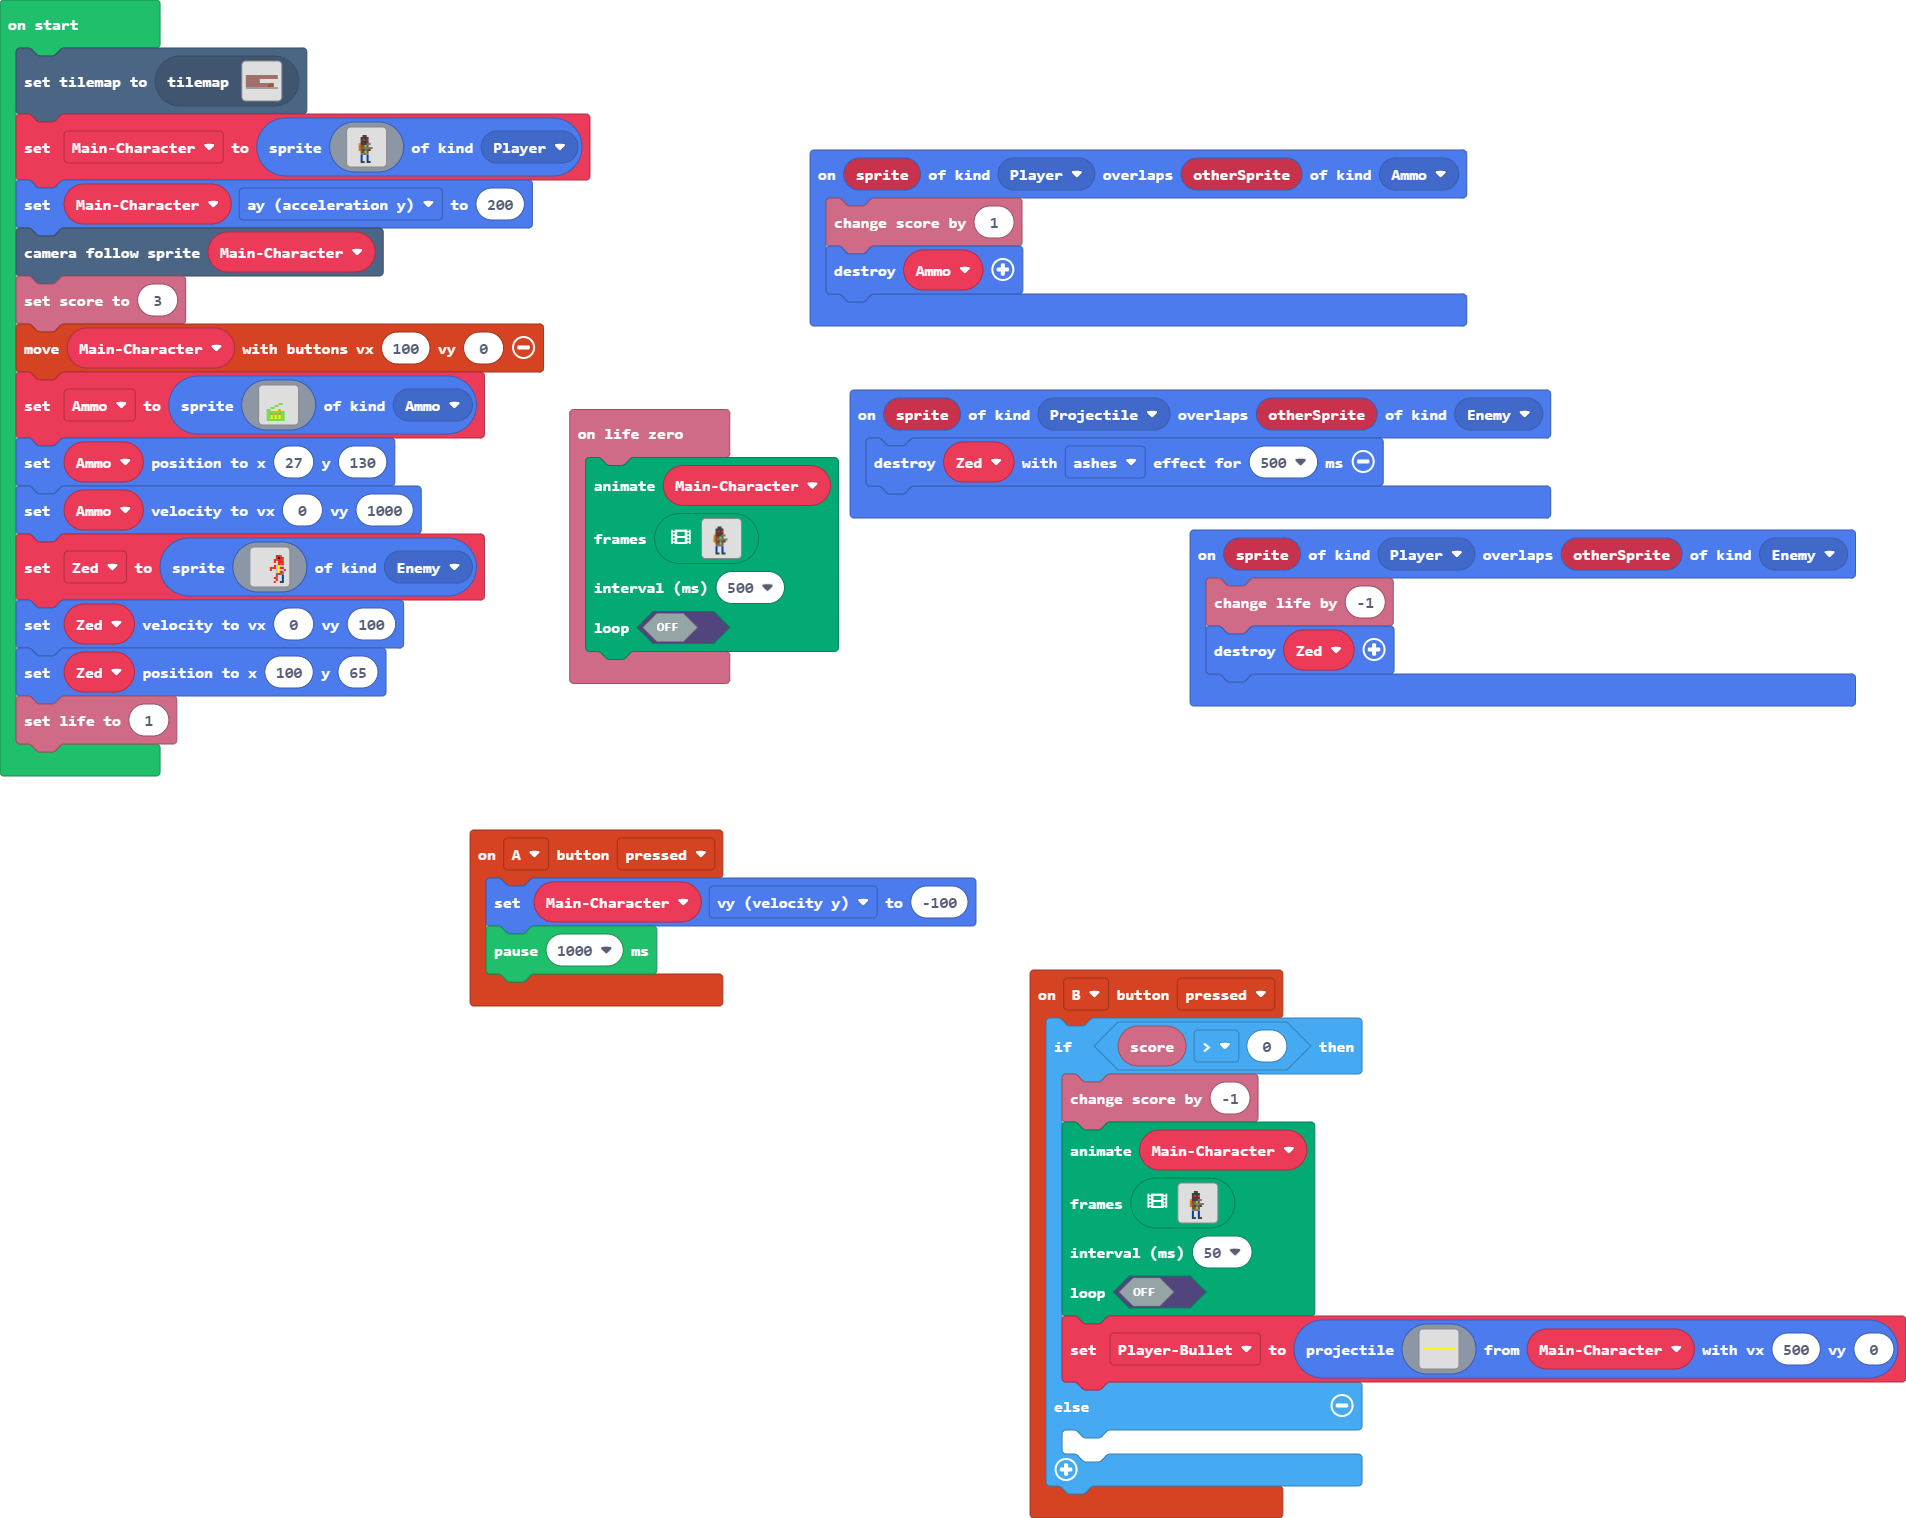 on start
set tilemap to tilemap
set Main-Character to sprite of kind Player
set Main-Character ay (acceleration y) to 200
camera follow sprite Main-Character
set score to 3
move Main-Character with buttons vx 100 vy 0
set Ammo to sprite of kind Ammo
set Ammo position to x 27 y 130
set Ammo velocity to vx 0 vy 1000
set Zed to sprite of kind Enemy
set Zed velocity to vx 0 vy 100
set Zed position to x 100 y 65
set life to 1
on life zero
animate Main-Character
frames
interval (ms) 500
loop OFF
on sprite of kind Player overlaps otherSprite of kind Ammo
change score by 1
destroy Ammo
on sprite of kind Projectile overlaps otherSprite of kind Enemy
destroy Zed with ashes effect for 500 ms
on sprite of kind Player overlaps otherSprite of kind Enemy
change life by -1
destroy Zed
on A button pressed
set Main-Character vy (velocity y) to -100
pause 1000 ms
on B button pressed
if score > 0 then
change score by -1
animate Main-Character
frames
interval (ms) 50
loop OFF
set Player-Bullet to projectile from Main-Character with vx 500 vy 0
else